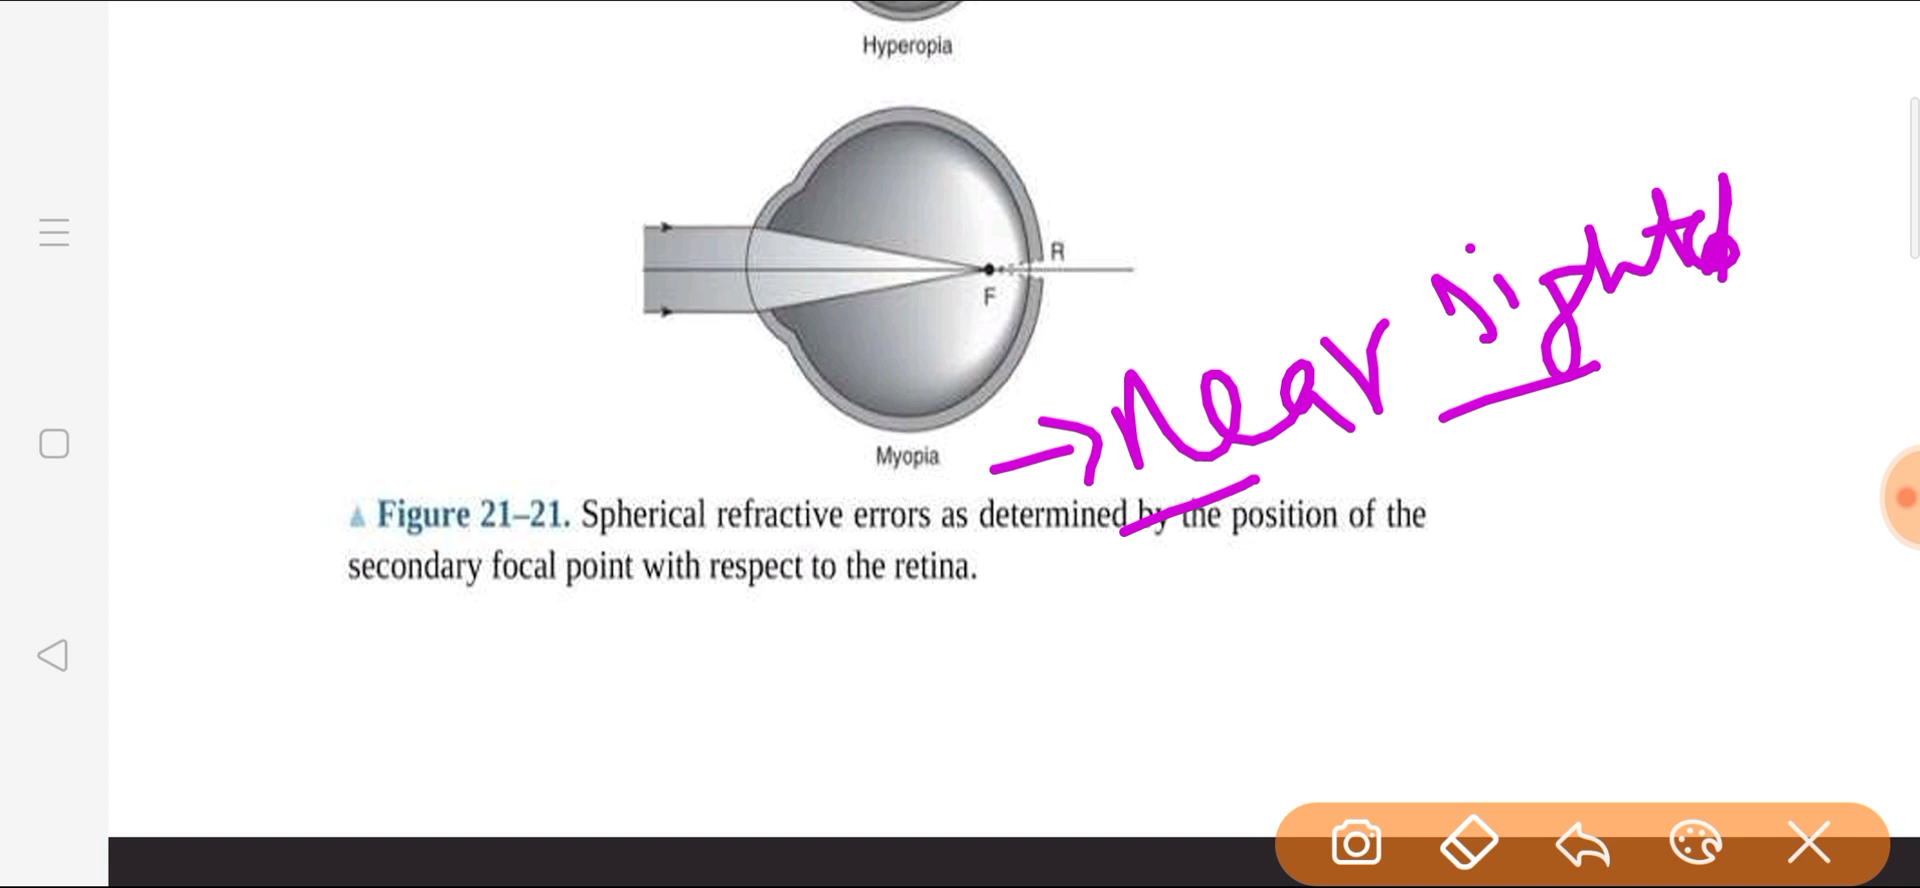 Hyperopia
R
F
Near sighted
Myopia
▲ Figure 21–21. Spherical refractive errors as determined by the position of the
secondary focal point with respect to the retina.